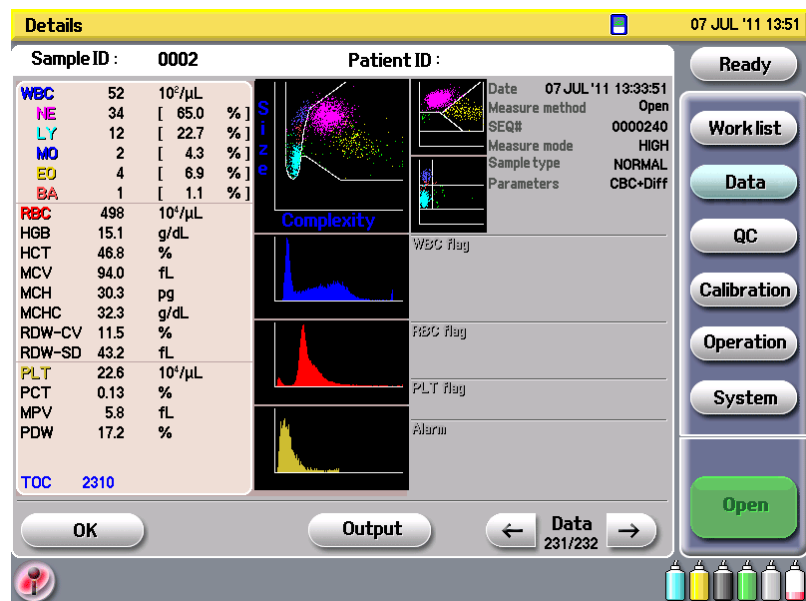 Details
07 JUL '11 13:51
Sample ID : 0002 Patient ID :
WBC 52 10²/µL
NE 34 [ 65.0 % ]
LY 12 [ 22.7 % ]
MO 2 [ 4.3 % ]
EO 4 [ 6.9 % ]
BA 1 [ 1.1 % ]
RBC 498 10⁴/µL
HGB 15.1 g/dL
HCT 46.8 %
MCV 94.0 fL
MCH 30.3 pg
MCHC 32.3 g/dL
RDW-CV 11.5 %
RDW-SD 43.2 fL
PLT 22.6 10⁴/µL
PCT 0.13 %
MPV 5.8 fL
PDW 17.2 %
TOC 2310
Size
Complexity
Date 07 JUL '11 13:33:51
Measure method Open
SEQ# 0000240
Measure mode HIGH
Sample type NORMAL
Parameters CBC+Diff
WBC flag
RBC flag
PLT flag
Alarm
OK
Output
← Data →
231/232
Ready
Work list
Data
QC
Calibration
Operation
System
Open